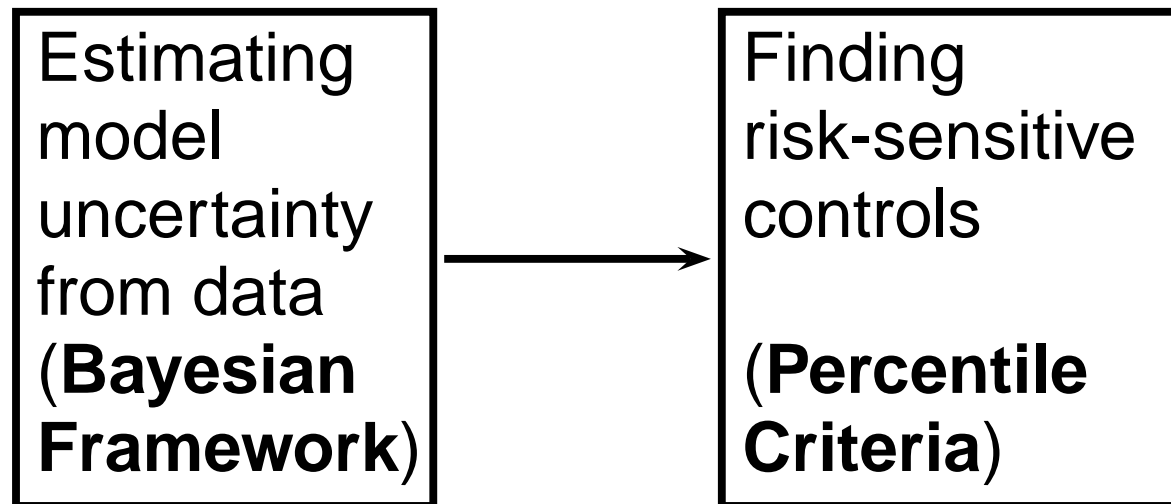 Estimating
model
uncertainty
from data
(Bayesian
Framework)
Finding
risk-sensitive
controls
(Percentile
Criteria)